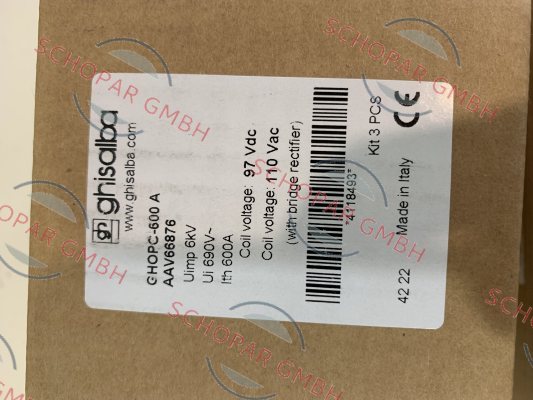 ghisalba
www.ghisalba.com
GHOPC-600 A
AAV66876
Uimp 6kV
Ui 690V~
Ith 600A
Coil voltage: 97 Vdc
Coil voltage: 110 Vac
(with bridge rectifier)
*4118493*
Kit 3 PCS
42 22 Made in Italy CE
SCHOPAR GMBH
SCHOPAR GMBH
SCHOPAR GMBH
SCHOPAR GMBH
SCHOPAR GMBH
SCHOPAR GMBH